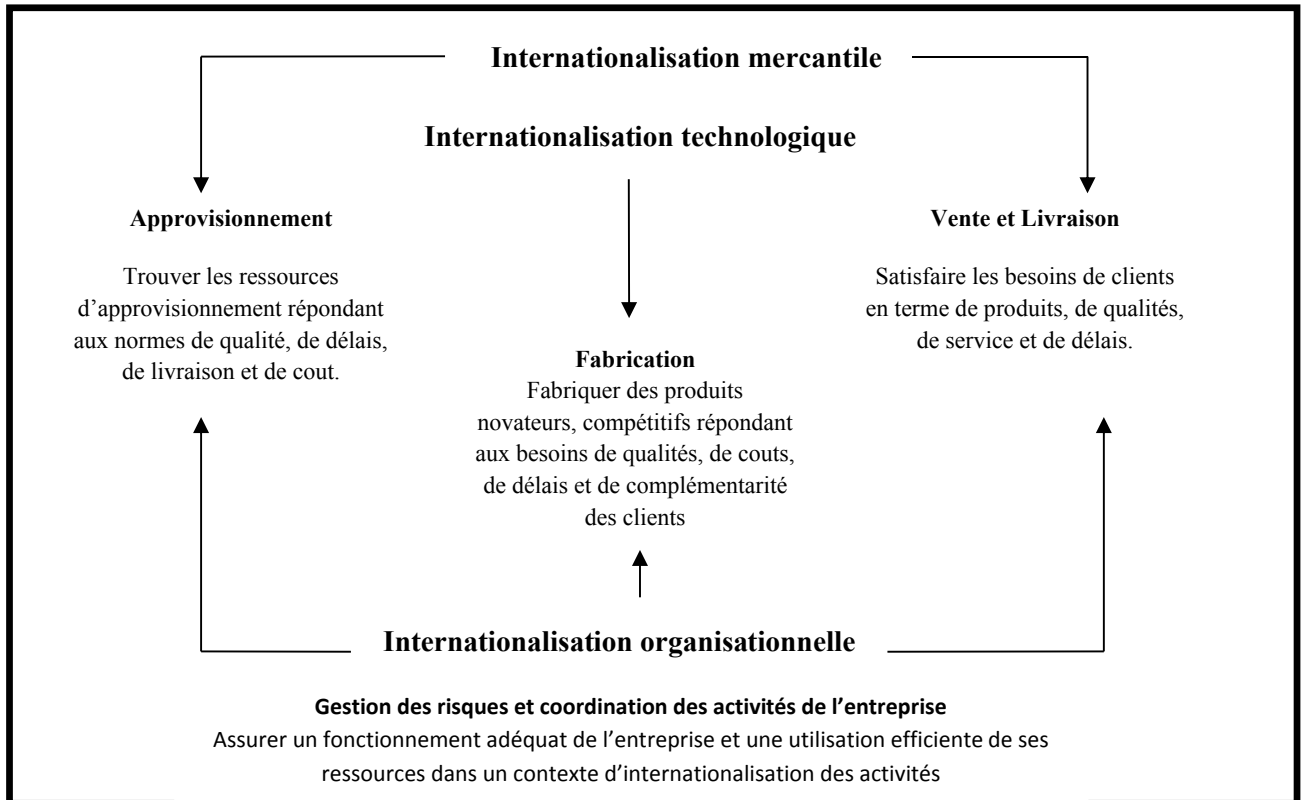 Internationalisation mercantile
Internationalisation technologique
Approvisionnement
Trouver les ressources
d’approvisionnement répondant
aux normes de qualité, de délais,
de livraison et de cout.
Vente et Livraison
Satisfaire les besoins de clients
en terme de produits, de qualités,
de service et de délais.
Fabrication
Fabriquer des produits
novateurs, compétitifs répondant
aux besoins de qualités, de couts,
de délais et de complémentarité
des clients
Internationalisation organisationnelle
Gestion des risques et coordination des activités de l’entreprise
Assurer un fonctionnement adéquat de l’entreprise et une utilisation efficiente de ses
ressources dans un contexte d’internationalisation des activités